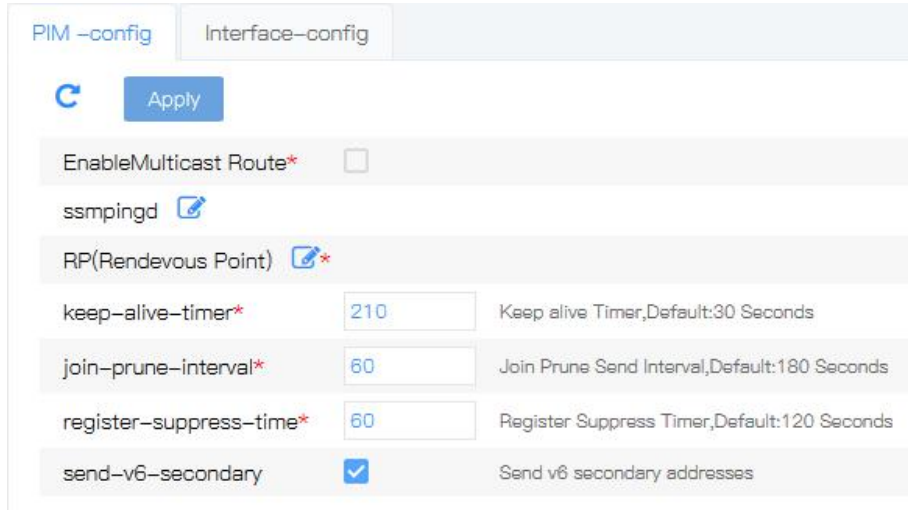 PIM -config Interface-config
Apply
EnableMulticast Route*
ssmpingd
RP(Rendevous Point) *
keep-alive-timer* 210 Keep alive Timer,Default:30 Seconds
join-prune-interval* 60 Join Prune Send Interval,Default:180 Seconds
register-suppress-time* 60 Register Suppress Timer,Default:120 Seconds
send-v6-secondary Send v6 secondary addresses